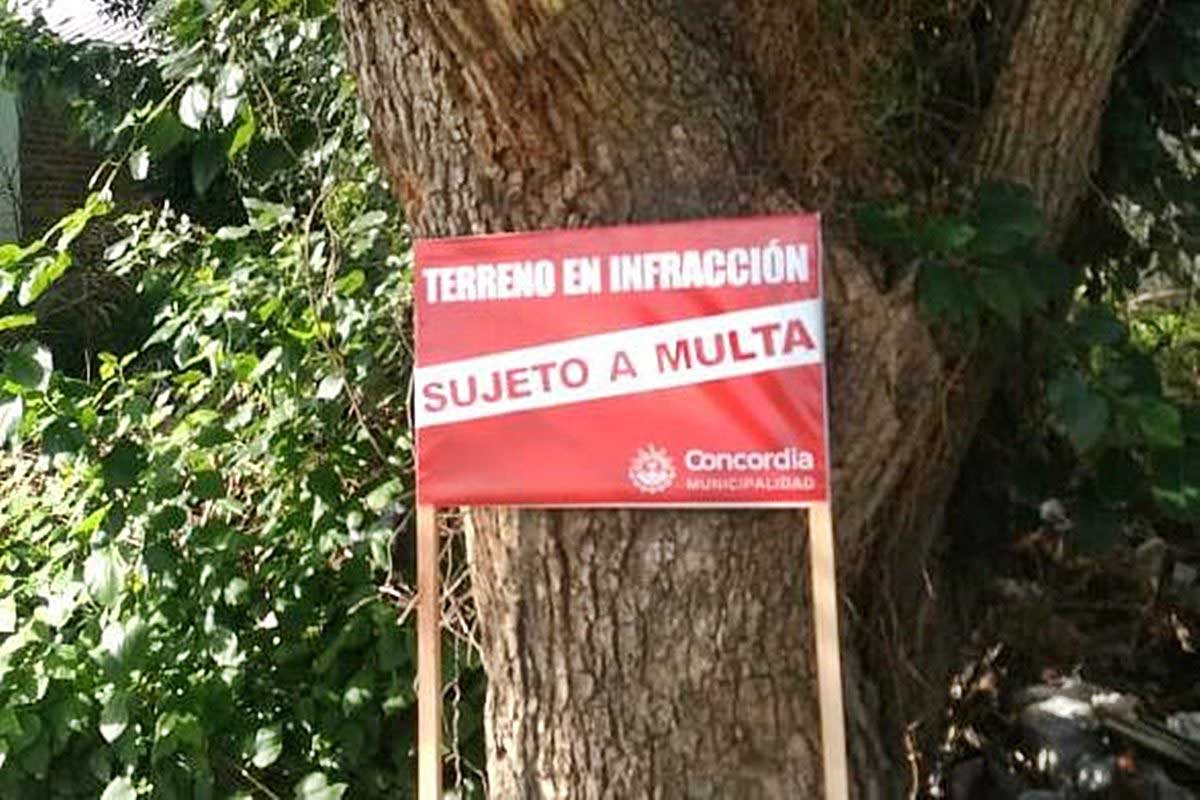 TERRENO EN INFRACCIÓN
SUJETO A MULTA
Concordia
MUNICIPALIDAD